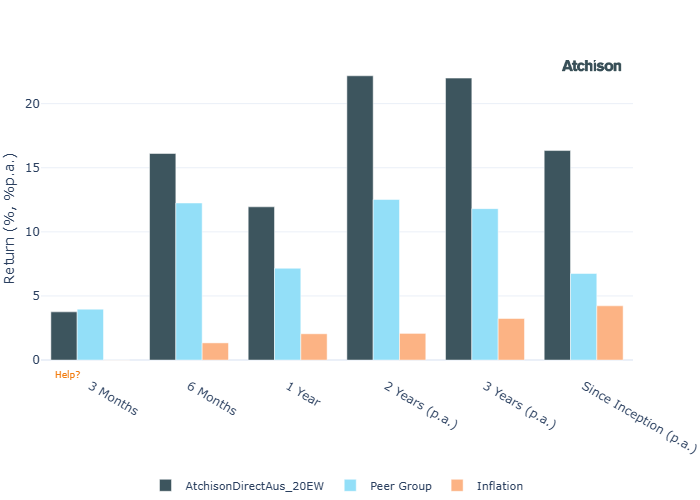 Atchison
Return (%, %p.a.)
20
15
10
5
0
Help?
3 Months
6 Months
1 Year
2 Years (p.a.)
3 Years (p.a.)
Since Inception (p.a.)
AtchisonDirectAus_20EW
Peer Group
Inflation